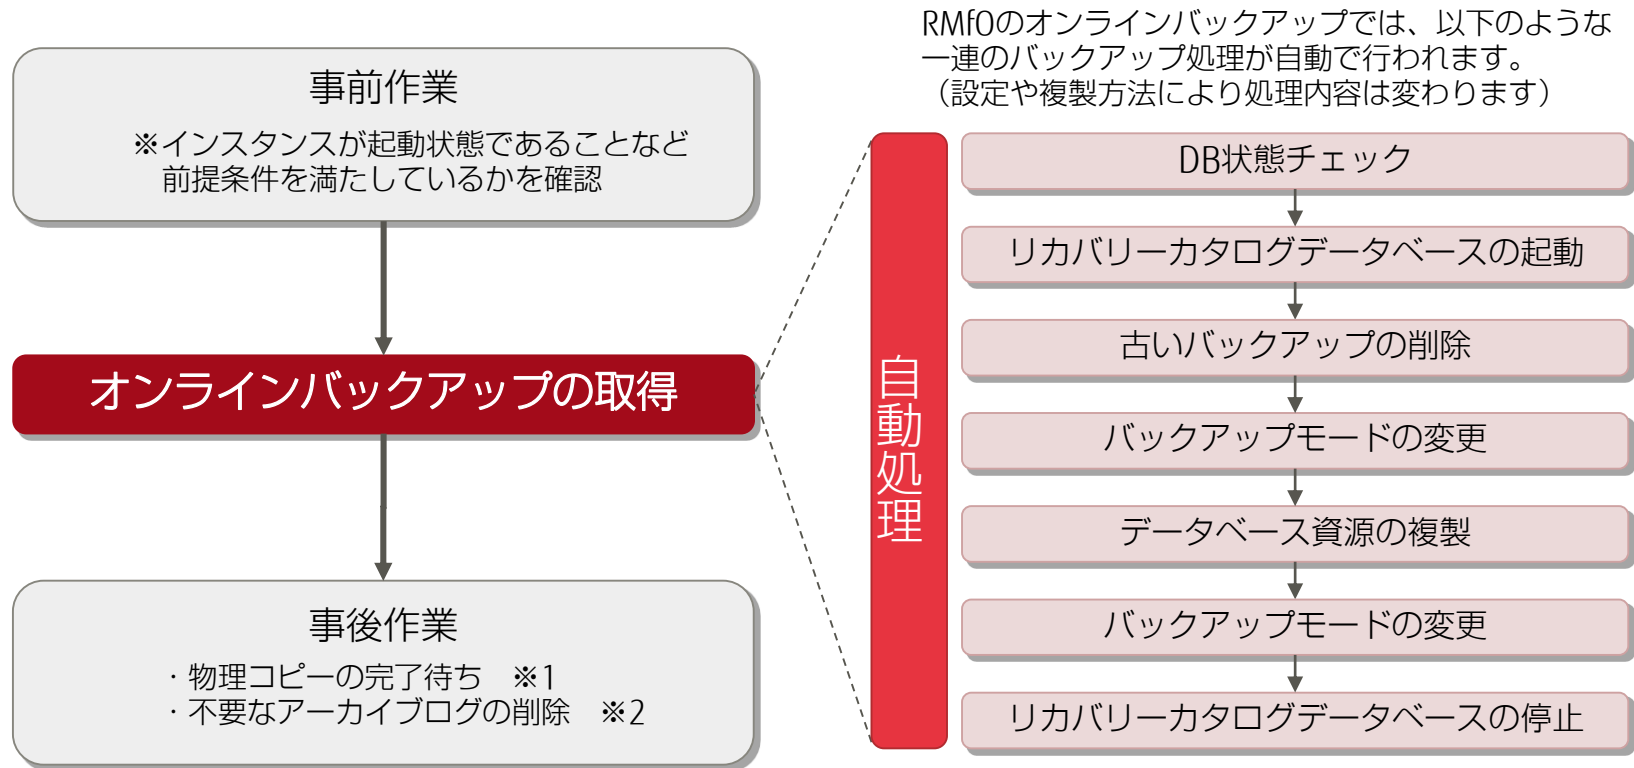 事前作業
※インスタンスが起動状態であることなど
前提条件を満たしているかを確認
オンラインバックアップの取得
事後作業
・物理コピーの完了待ち　※1
・不要なアーカイブログの削除　※2
RMfOのオンラインバックアップでは、以下のような
一連のバックアップ処理が自動で行われます。
（設定や複製方法により処理内容は変わります）
自動処理
DB状態チェック
リカバリーカタログデータベースの起動
古いバックアップの削除
バックアップモードの変更
データベース資源の複製
バックアップモードの変更
リカバリーカタログデータベースの停止